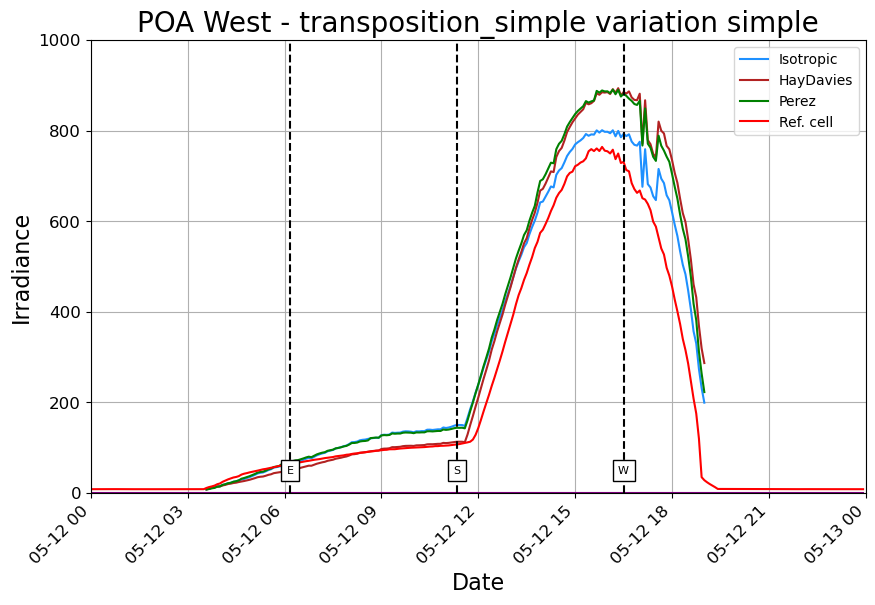 POA West - transposition_simple variation simple
Irradiance
1000
800
600
400
200
0
Isotropic
HayDavies
Perez
Ref. cell
E
S
W
05-12 00
05-12 03
05-12 06
05-12 09
05-12 12
05-12 15
05-12 18
05-12 21
05-13 00
Date